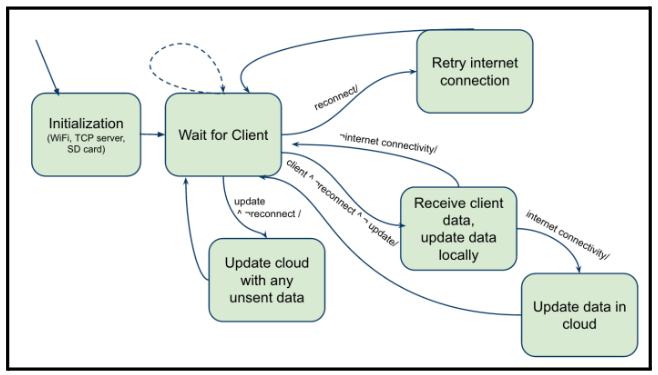 Initialization
(WiFi, TCP server,
SD card)
Wait for Client
Retry internet
connection
reconnect/
¬internet connectivity/
client ^ ¬reconnect ^ ¬ update/
update
^ ¬reconnect /
Receive client
data,
update data
locally
internet connectivity/
Update cloud
with any
unsent data
Update data in
cloud